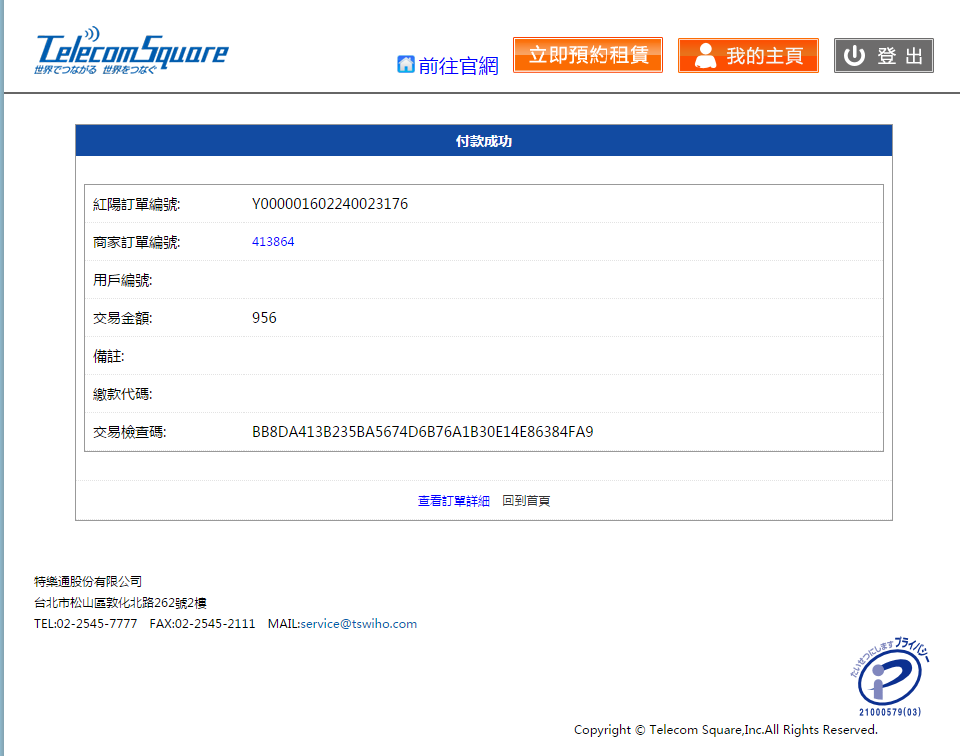 TelecomSquare
世界でつながる 世界をつなぐ
前往官網
立即預約租賃
我的主頁
登 出
付款成功
紅陽訂單編號: Y000001602240023176
商家訂單編號: 413864
用戶編號:
交易金額: 956
備註:
繳款代碼:
交易檢查碼: BB8DA413B235BA5674D6B76A1B30E14E86384FA9
查看訂單詳細 回到首頁
特樂通股份有限公司
台北市松山區敦化北路262號2樓
TEL:02-2545-7777 FAX:02-2545-2111 MAIL:service@tswiho.com
たいせつにします プライバシー
21000579(03)
Copyright © Telecom Square,Inc.All Rights Reserved.